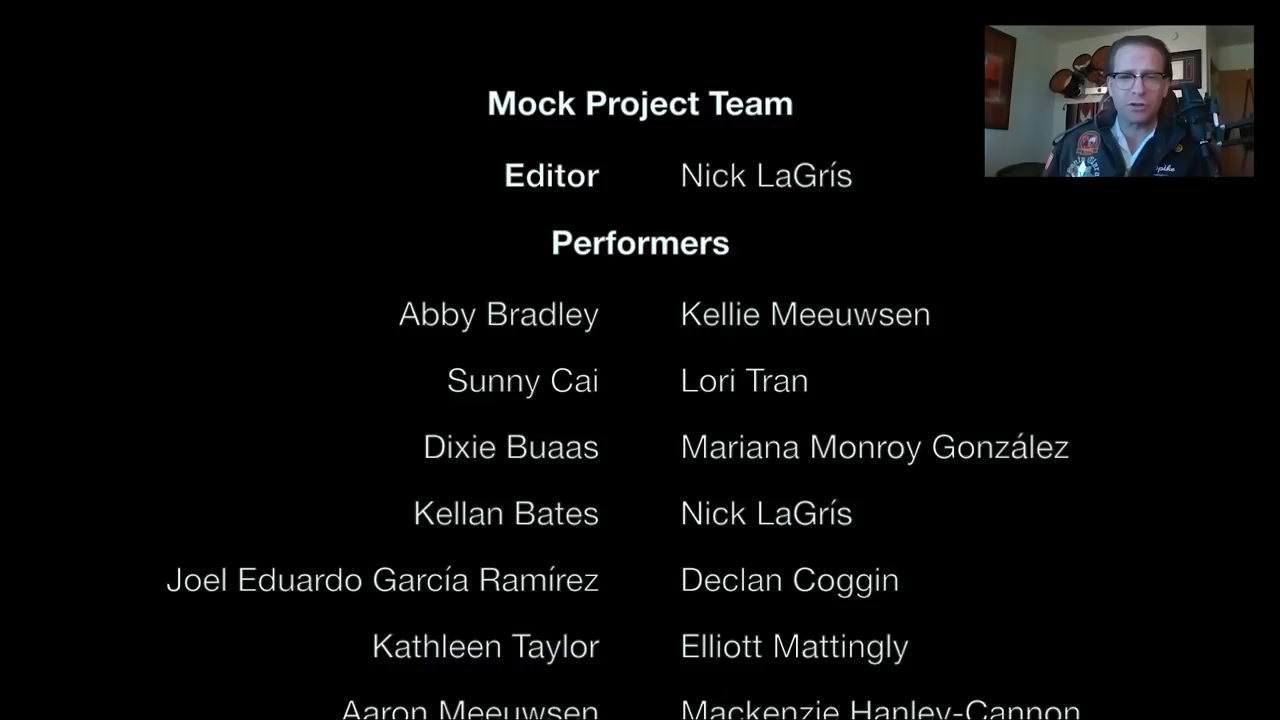 Mock Project Team
Editor Nick LaGrís
Performers
Abby Bradley Kellie Meeuwsen
Sunny Cai Lori Tran
Dixie Buaas Mariana Monroy González
Kellan Bates Nick LaGrís
Joel Eduardo García Ramírez Declan Coggin
Kathleen Taylor Elliott Mattingly
Aaron Meeuwsen Mackenzie Hanley-Cannon